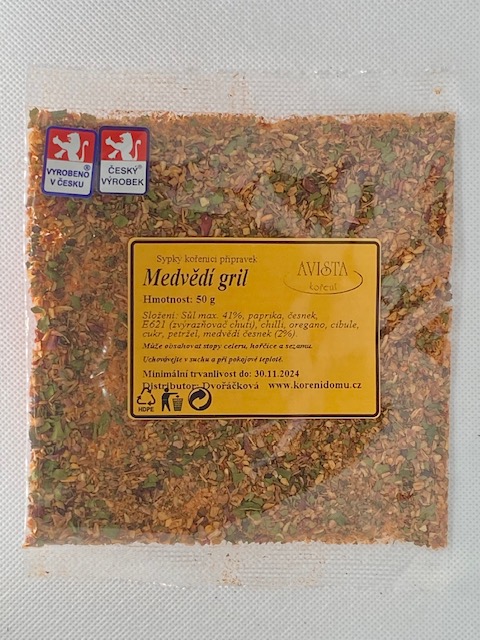 VYROBENO
V ČESKU
ČESKÝ
VÝROBEK
Sypky kořenicí připravek
Medvědí gril
AVISTA
koření
Hmotnost: 50 g
Složení: Sůl max. 41%, paprika, česnek,
E621 (zvýrazňovač chuti), chilli, oregano, cibule,
cukr, petržel, medvědí česnek (2%).
Může obsahovat stopy celeru, hořčice a sezamu.
Uchovávejte v suchu a při pokojové teplotě.
Minimální trvanlivost do: 30.11.2024
Distributor: Dvořáčková www.korenidomu.cz
HDPE